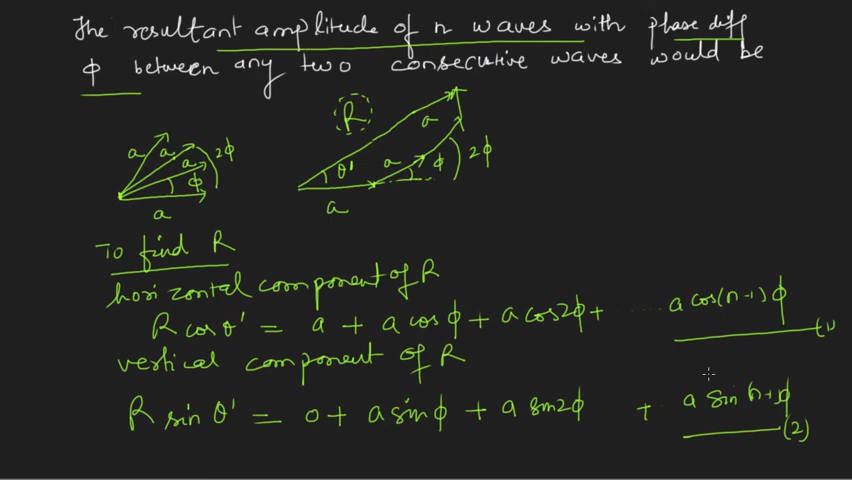 The resultant amplitude of n waves with phase diff
ϕ between any two consecutive waves would be
a a a ϕ 2ϕ
a
R
θ' a a ϕ 2ϕ
a
To find R
horizontal component of R
R cos θ' = a + a cos ϕ + a cos 2ϕ + ..... a cos(n-1) ϕ (1)
vertical component of R
R sin θ' = 0 + a sin ϕ + a sin 2ϕ + a sin (n-1) ϕ (2)